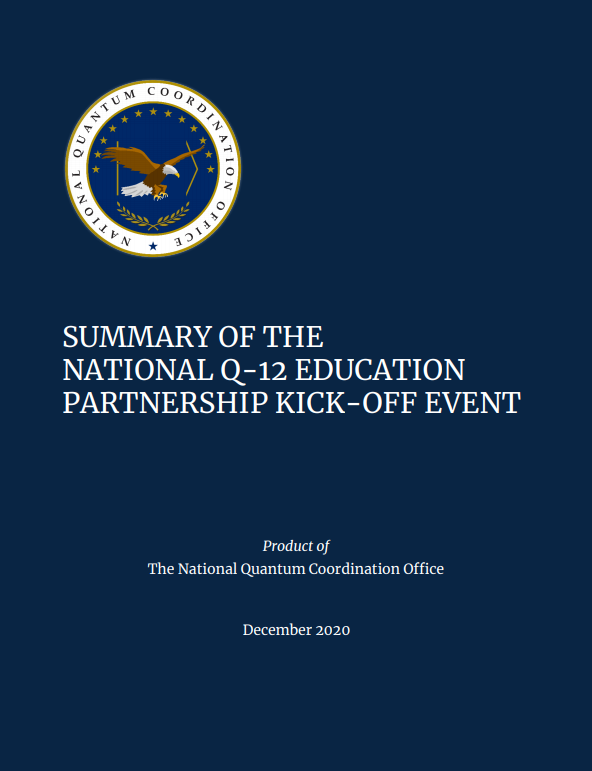 NATIONAL QUANTUM COORDINATION OFFICE
SUMMARY OF THE
NATIONAL Q-12 EDUCATION
PARTNERSHIP KICK-OFF EVENT
Product of
The National Quantum Coordination Office
December 2020